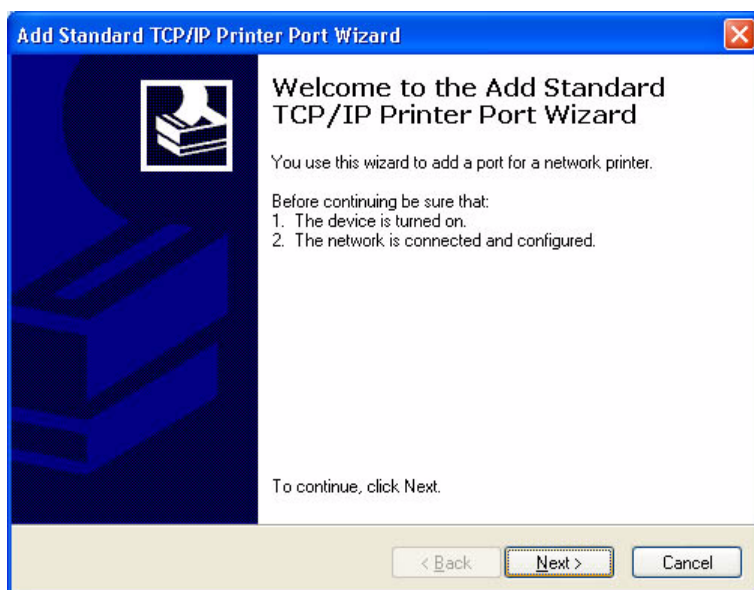 Add Standard TCP/IP Printer Port Wizard
Welcome to the Add Standard
TCP/IP Printer Port Wizard
You use this wizard to add a port for a network printer.
Before continuing be sure that:
1. The device is turned on.
2. The network is connected and configured.
To continue, click Next.
< Back
Next >
Cancel